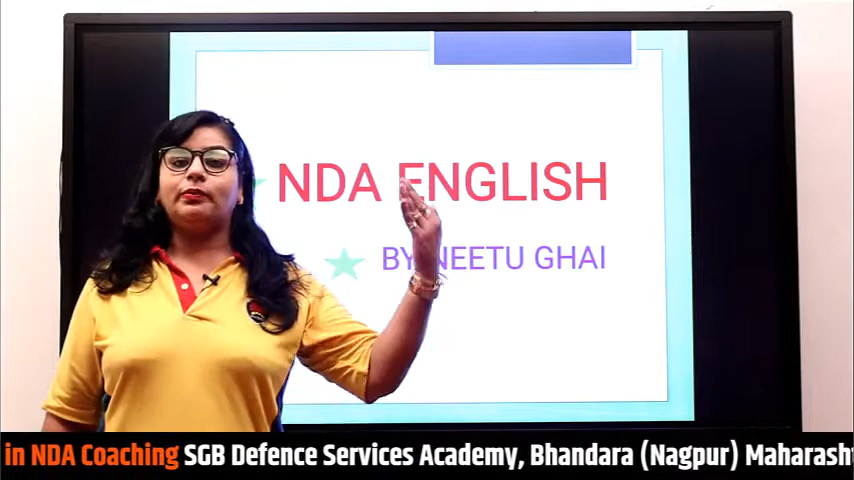 NDA ENGLISH
BY NEETU GHAI
in NDA Coaching SGB Defence Services Academy, Bhandara (Nagpur) Maharasht